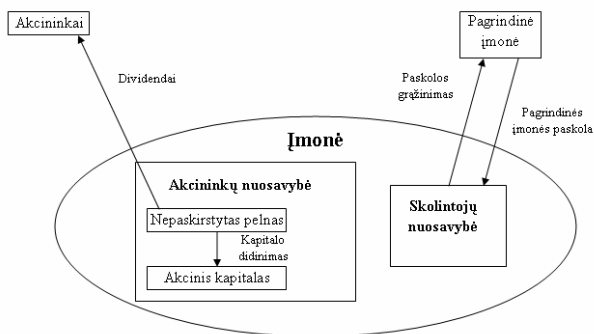 Akcininkai
Pagrindinė
įmonė
Dividendai
Paskolos
grąžinimas
Pagrindinės
įmonės paskola
Įmonė
Akcininkų nuosavybė
Nepaskirstytas pelnas
Kapitalo
didinimas
Akcinis kapitalas
Skolintojų
nuosavybė